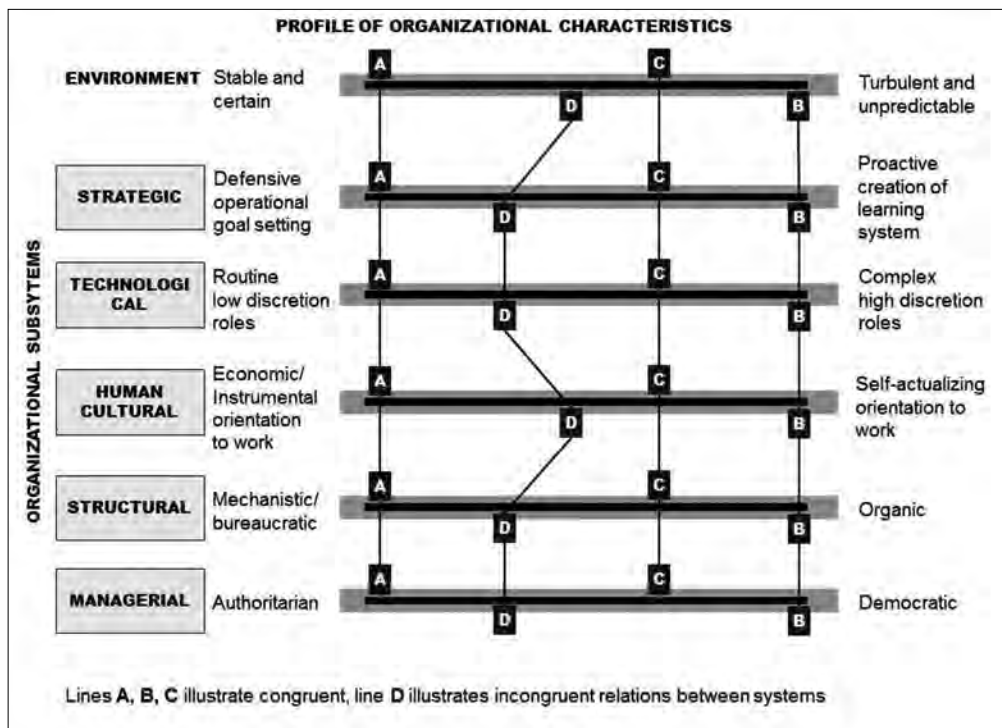 PROFILE OF ORGANIZATIONAL CHARACTERISTICS
ENVIRONMENT
Stable and
certain
A
C
D
B
Turbulent and
unpredictable
ORGANIZATIONAL SUBSYTEMS
STRATEGIC
Defensive
operational
goal setting
A
C
D
B
Proactive
creation of
learning
system
TECHNOLOGI
CAL
Routine
low discretion
roles
A
C
D
B
Complex
high discretion
roles
HUMAN
CULTURAL
Economic/
Instrumental
orientation
to work
A
C
D
B
Self-actualizing
orientation to
work
STRUCTURAL
Mechanistic/
bureaucratic
A
C
D
B
Organic
MANAGERIAL
Authoritarian
A
C
D
B
Democratic
Lines A, B, C illustrate congruent, line D illustrates incongruent relations between systems